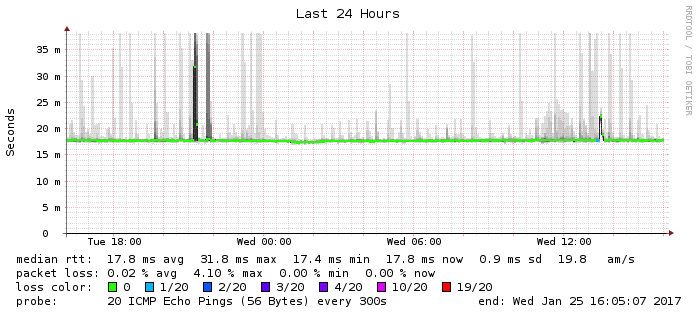 Last 24 Hours
RRDTOOL / TOBI OETIKER
Seconds
35 m
30 m
25 m
20 m
15 m
10 m
5 m
0
Tue 18:00 Wed 00:00 Wed 06:00 Wed 12:00
median rtt: 17.8 ms avg 31.8 ms max 17.4 ms min 17.8 ms now 0.9 ms sd 19.8 am/s
packet loss: 0.02 % avg 4.10 % max 0.00 % min 0.00 % now
loss color: 0 1/20 2/20 3/20 4/20 10/20 19/20
probe: 20 ICMP Echo Pings (56 Bytes) every 300s end: Wed Jan 25 16:05:07 2017